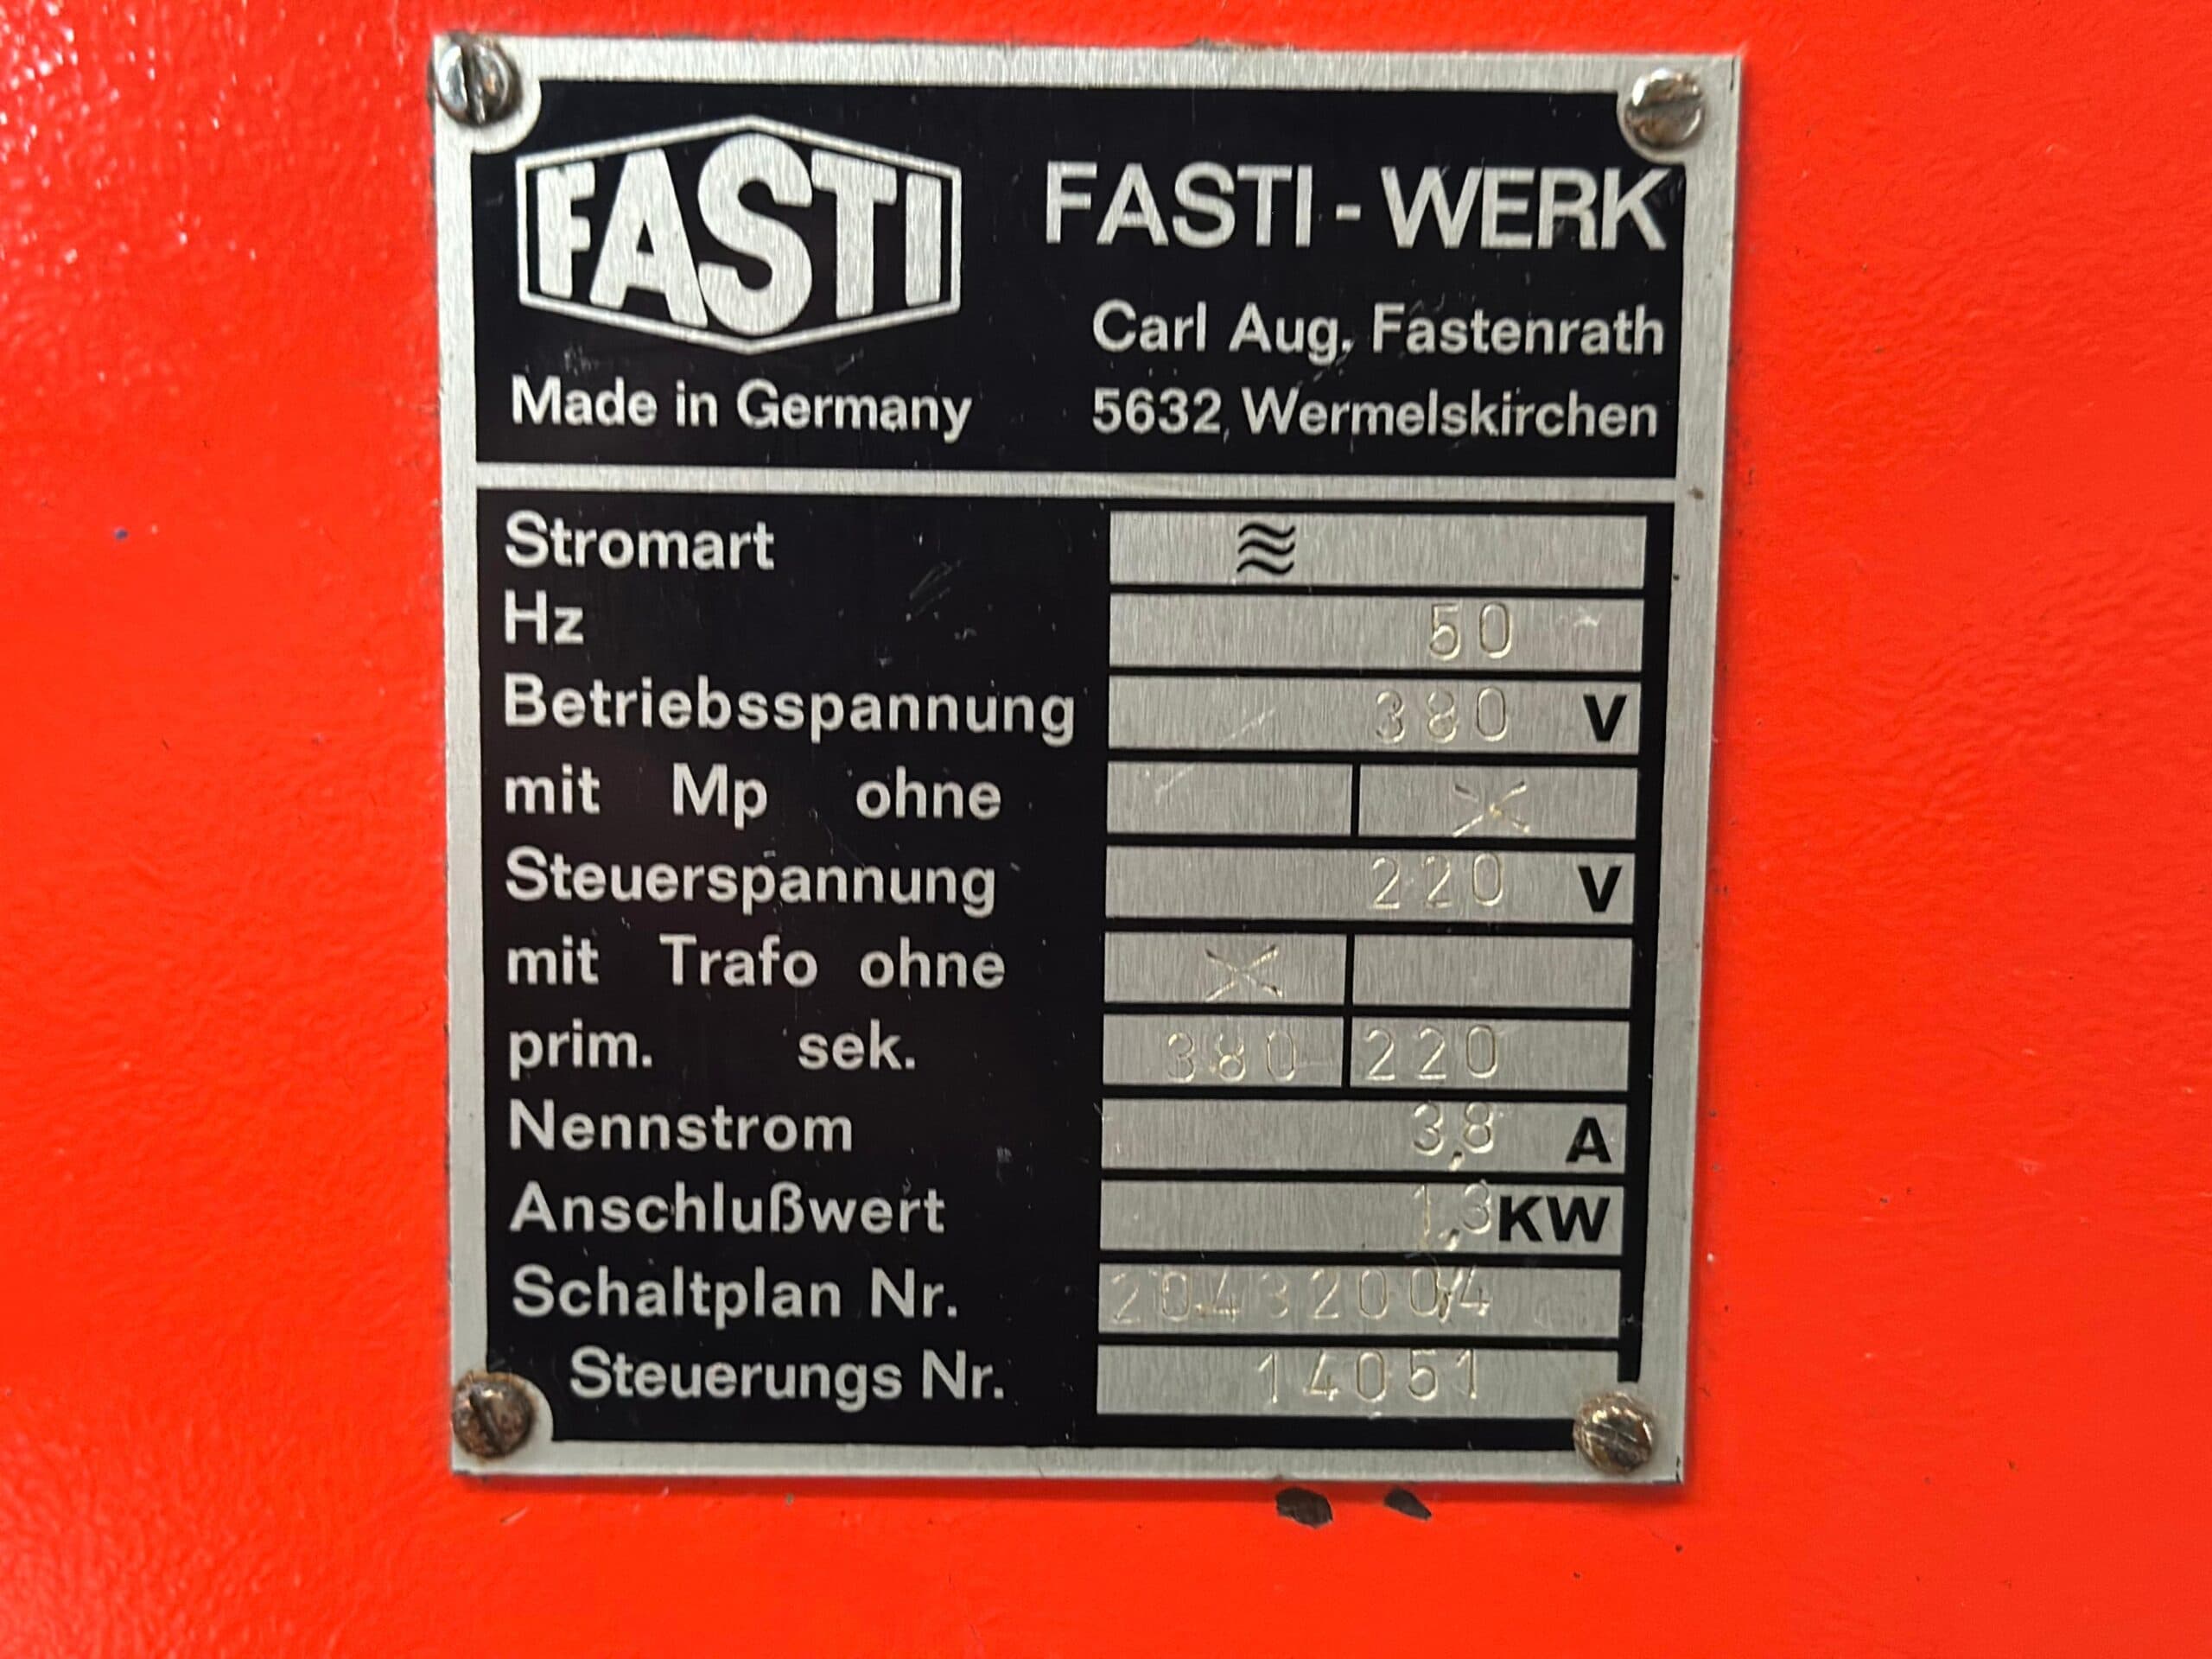 FASTI
FASTI-WERK
Carl Aug. Fastenrath
Made in Germany
5632 Wermelskirchen
Stromart ≋
Hz 50
Betriebsspannung 380 V
mit Mp ohne X
Steuerspannung 220 V
mit Trafo ohne X
prim. sek. 380 220
Nennstrom 3,8 A
Anschlußwert 1,3 KW
Schaltplan Nr.
Steuerungs Nr. 14051